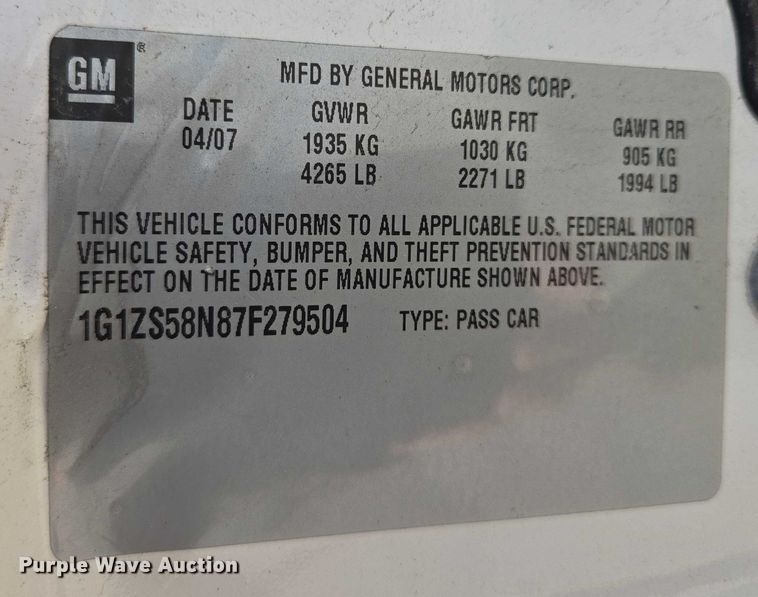 GM ®
MFD BY GENERAL MOTORS CORP.
DATE GVWR GAWR FRT GAWR RR
04/07 1935 KG 1030 KG 905 KG
4265 LB 2271 LB 1994 LB
THIS VEHICLE CONFORMS TO ALL APPLICABLE U.S. FEDERAL MOTOR
VEHICLE SAFETY, BUMPER, AND THEFT PREVENTION STANDARDS IN
EFFECT ON THE DATE OF MANUFACTURE SHOWN ABOVE.
1G1ZS58N87F279504 TYPE: PASS CAR
Purple Wave Auction